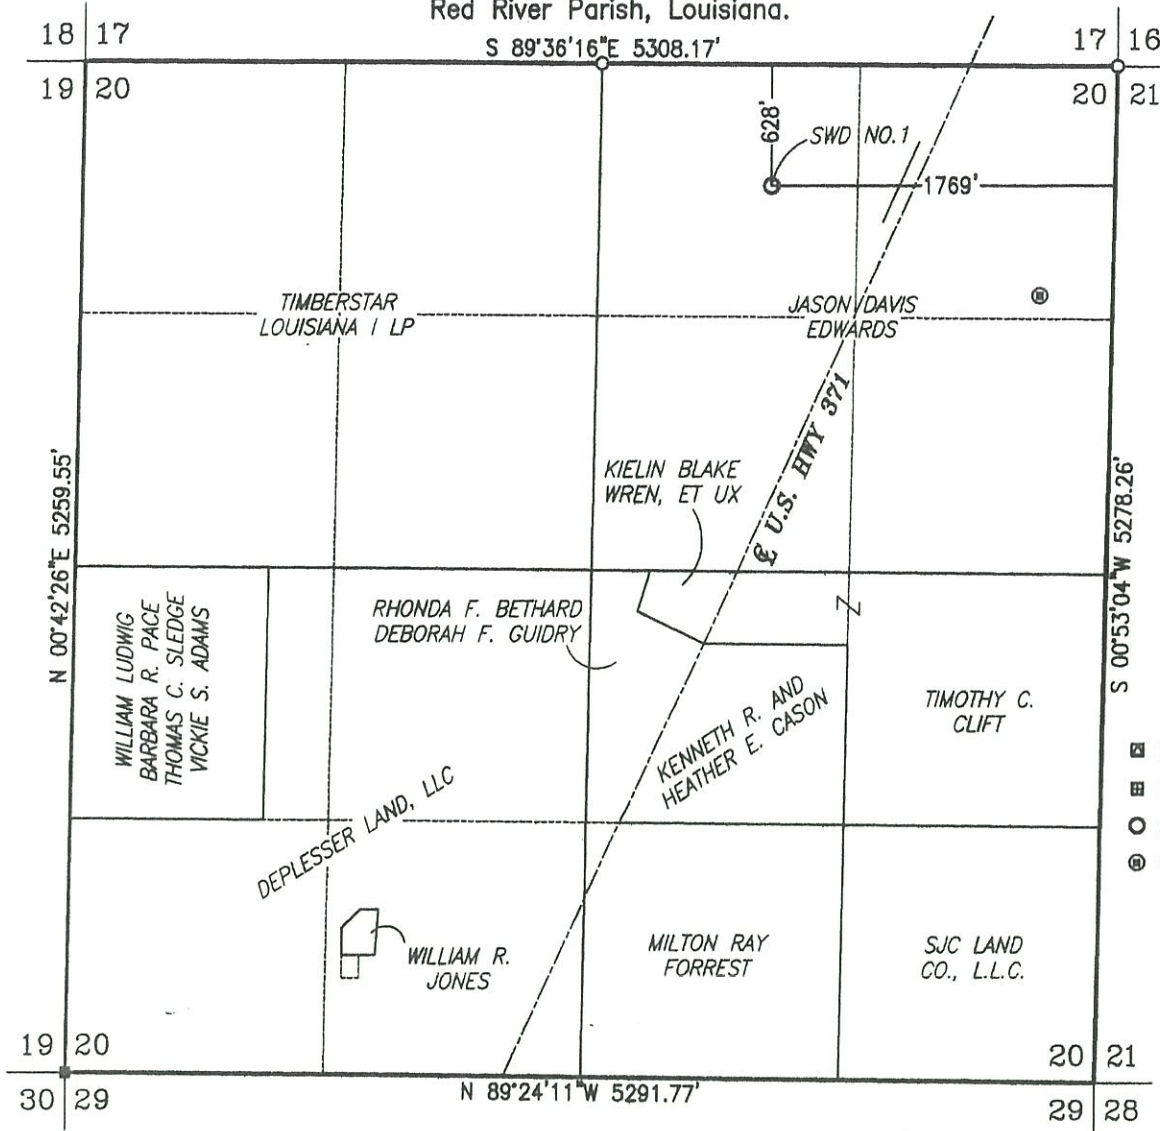 Red River Parish, Louisiana.
18 17
S 89°36'16"E 5308.17'
17 16
19 20
20 21
628'
SWD NO.1
1769'
TIMBERSTAR
LOUISIANA I LP
JASON DAVIS
EDWARDS
₵ U.S. HWY 371
KIELIN BLAKE
WREN, ET UX
N 00°42'26"E 5259.55'
S 00°53'04"W 5278.26'
WILLIAM LUDWIG
BARBARA R. PACE
THOMAS C. SLEDGE
VICKIE S. ADAMS
RHONDA F. BETHARD
DEBORAH F. GUIDRY
Z
KENNETH R. AND
HEATHER E. CASON
TIMOTHY C.
CLIFT
DEPLESSER LAND, LLC
WILLIAM R.
JONES
MILTON RAY
FORREST
SJC LAND
CO., L.L.C.
19 20
20 21
N 89°24'11"W 5291.77'
30 29
29 28